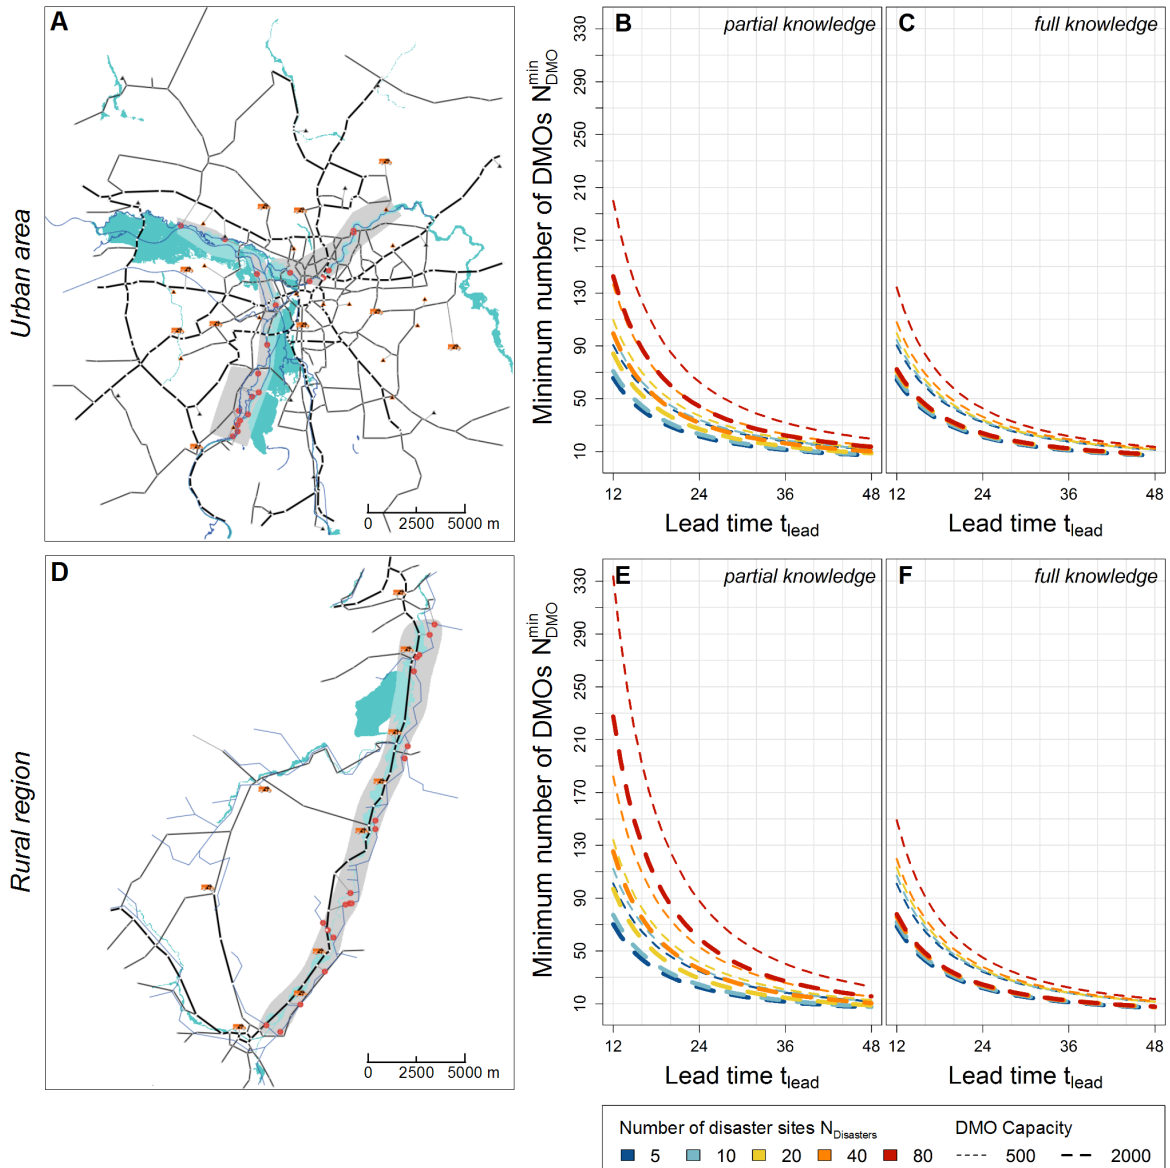 A
Urban area
0 2500 5000 m
B partial knowledge
C full knowledge
Minimum number of DMOs N_DMO^min
330
290
250
210
170
130
90
50
10
12 24 36 48
12 24 36 48
Lead time t_lead
Lead time t_lead
D
Rural region
0 2500 5000 m
E partial knowledge
F full knowledge
Minimum number of DMOs N_DMO^min
330
290
250
210
170
130
90
50
10
12 24 36 48
12 24 36 48
Lead time t_lead
Lead time t_lead
Number of disaster sites N_Disasters DMO Capacity
5 10 20 40 80 500 2000